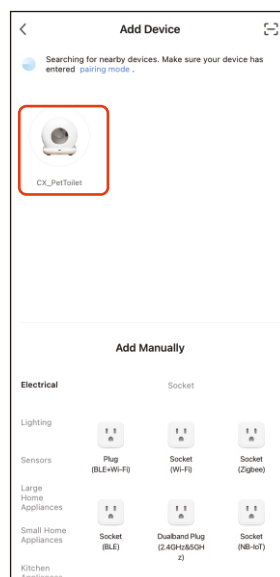 Add Device
Searching for nearby devices. Make sure your device has
entered pairing mode .
CX_PetToilet
Add Manually
Electrical
Socket
Lighting
Sensors
Plug
(BLE+Wi-Fi)
Socket
(Wi-Fi)
Socket
(Zigbee)
Large
Home
Appliances
Small Home
Appliances
Socket
(BLE)
Dualband Plug
(2.4GHz&5GH
z)
Socket
(NB-IoT)
Kitchen
Appliances